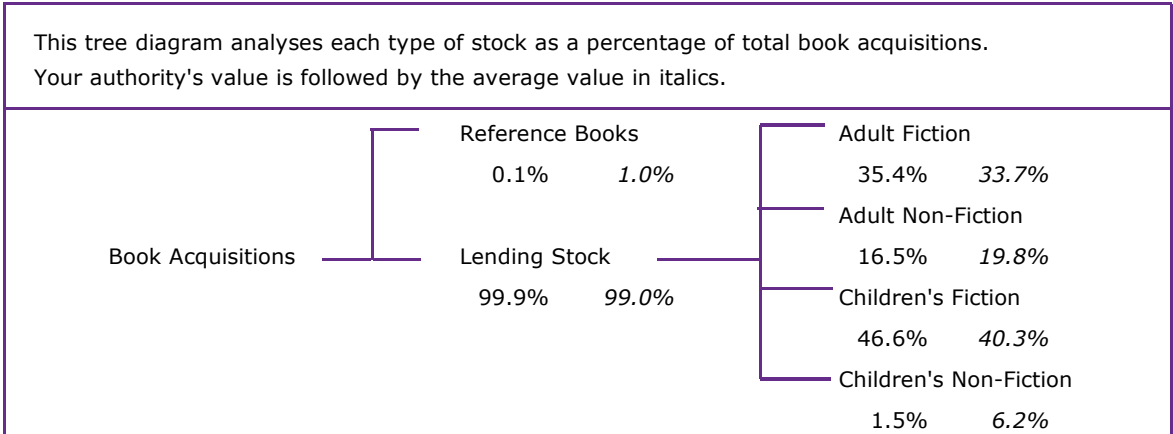 This tree diagram analyses each type of stock as a percentage of total book acquisitions.
Your authority's value is followed by the average value in italics.
Reference Books
0.1% 1.0%
Book Acquisitions
Lending Stock
99.9% 99.0%
Adult Fiction
35.4% 33.7%
Adult Non-Fiction
16.5% 19.8%
Children's Fiction
46.6% 40.3%
Children's Non-Fiction
1.5% 6.2%